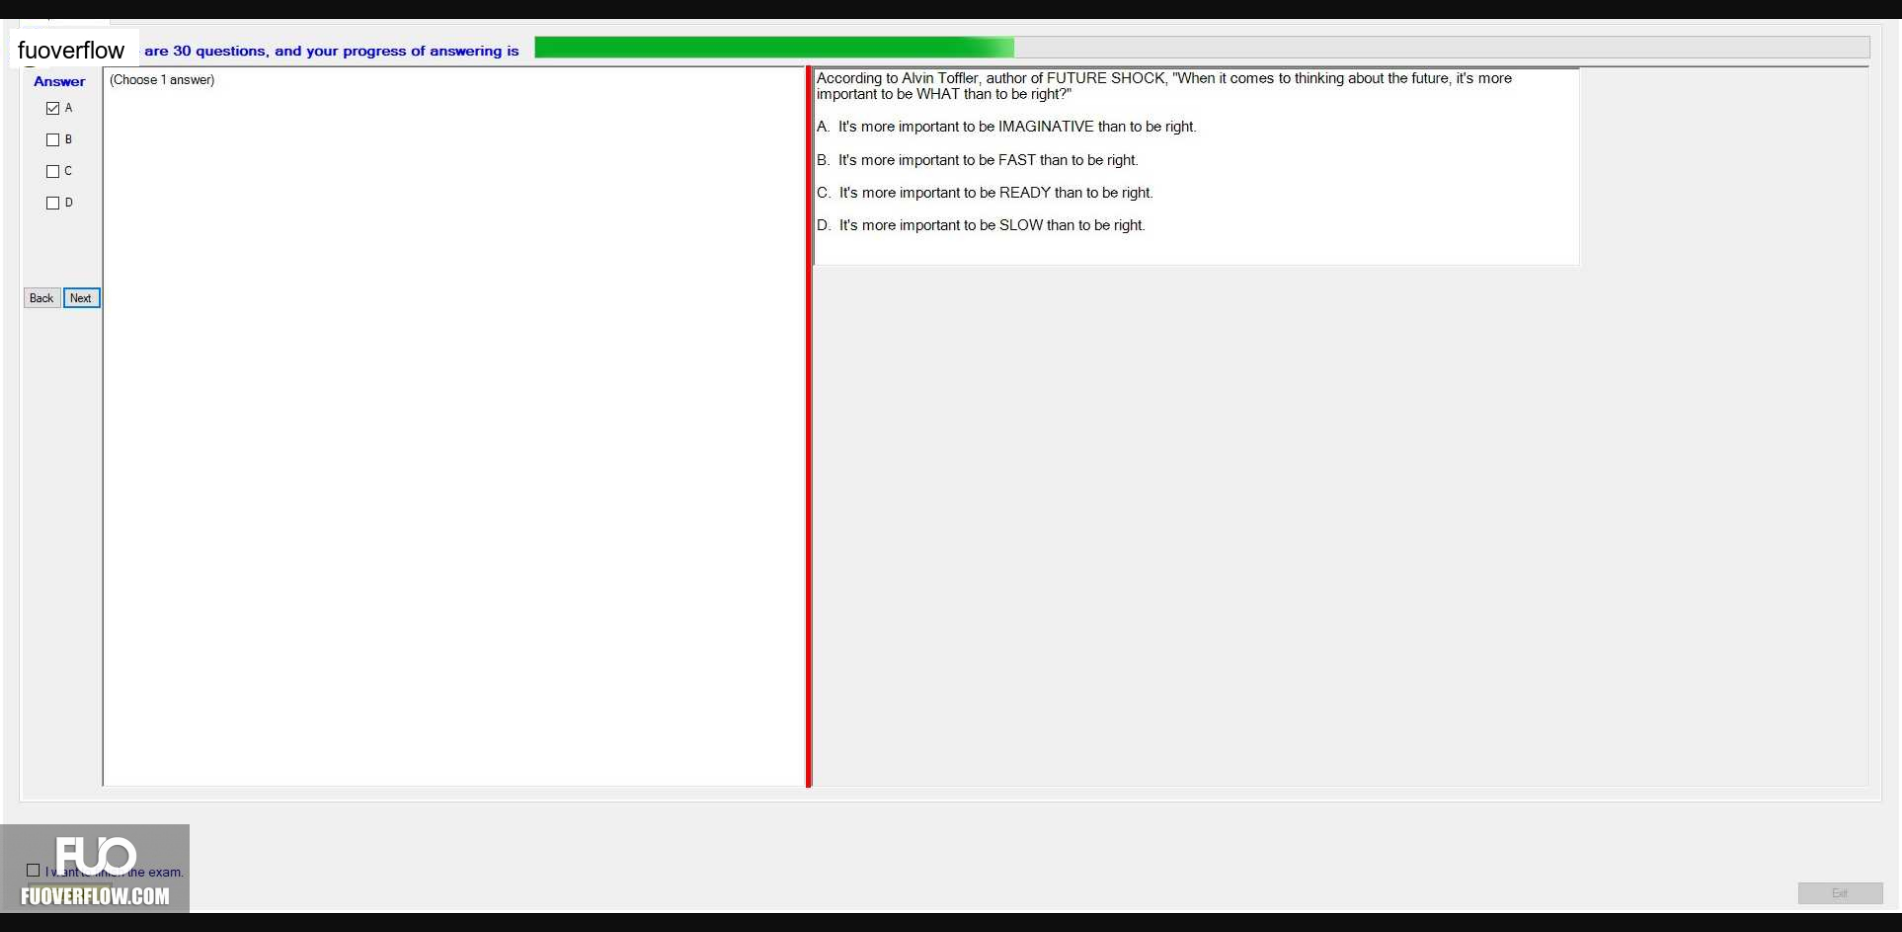 fuoverflow are 30 questions, and your progress of answering is
Answer
(Choose 1 answer)
A
B
C
D
Back Next
According to Alvin Toffler, author of FUTURE SHOCK, "When it comes to thinking about the future, it's more
important to be WHAT than to be right?"
A. It's more important to be IMAGINATIVE than to be right.
B. It's more important to be FAST than to be right.
C. It's more important to be READY than to be right.
D. It's more important to be SLOW than to be right.
FUO
I want to finish the exam.
FUOVERFLOW.COM
Exit